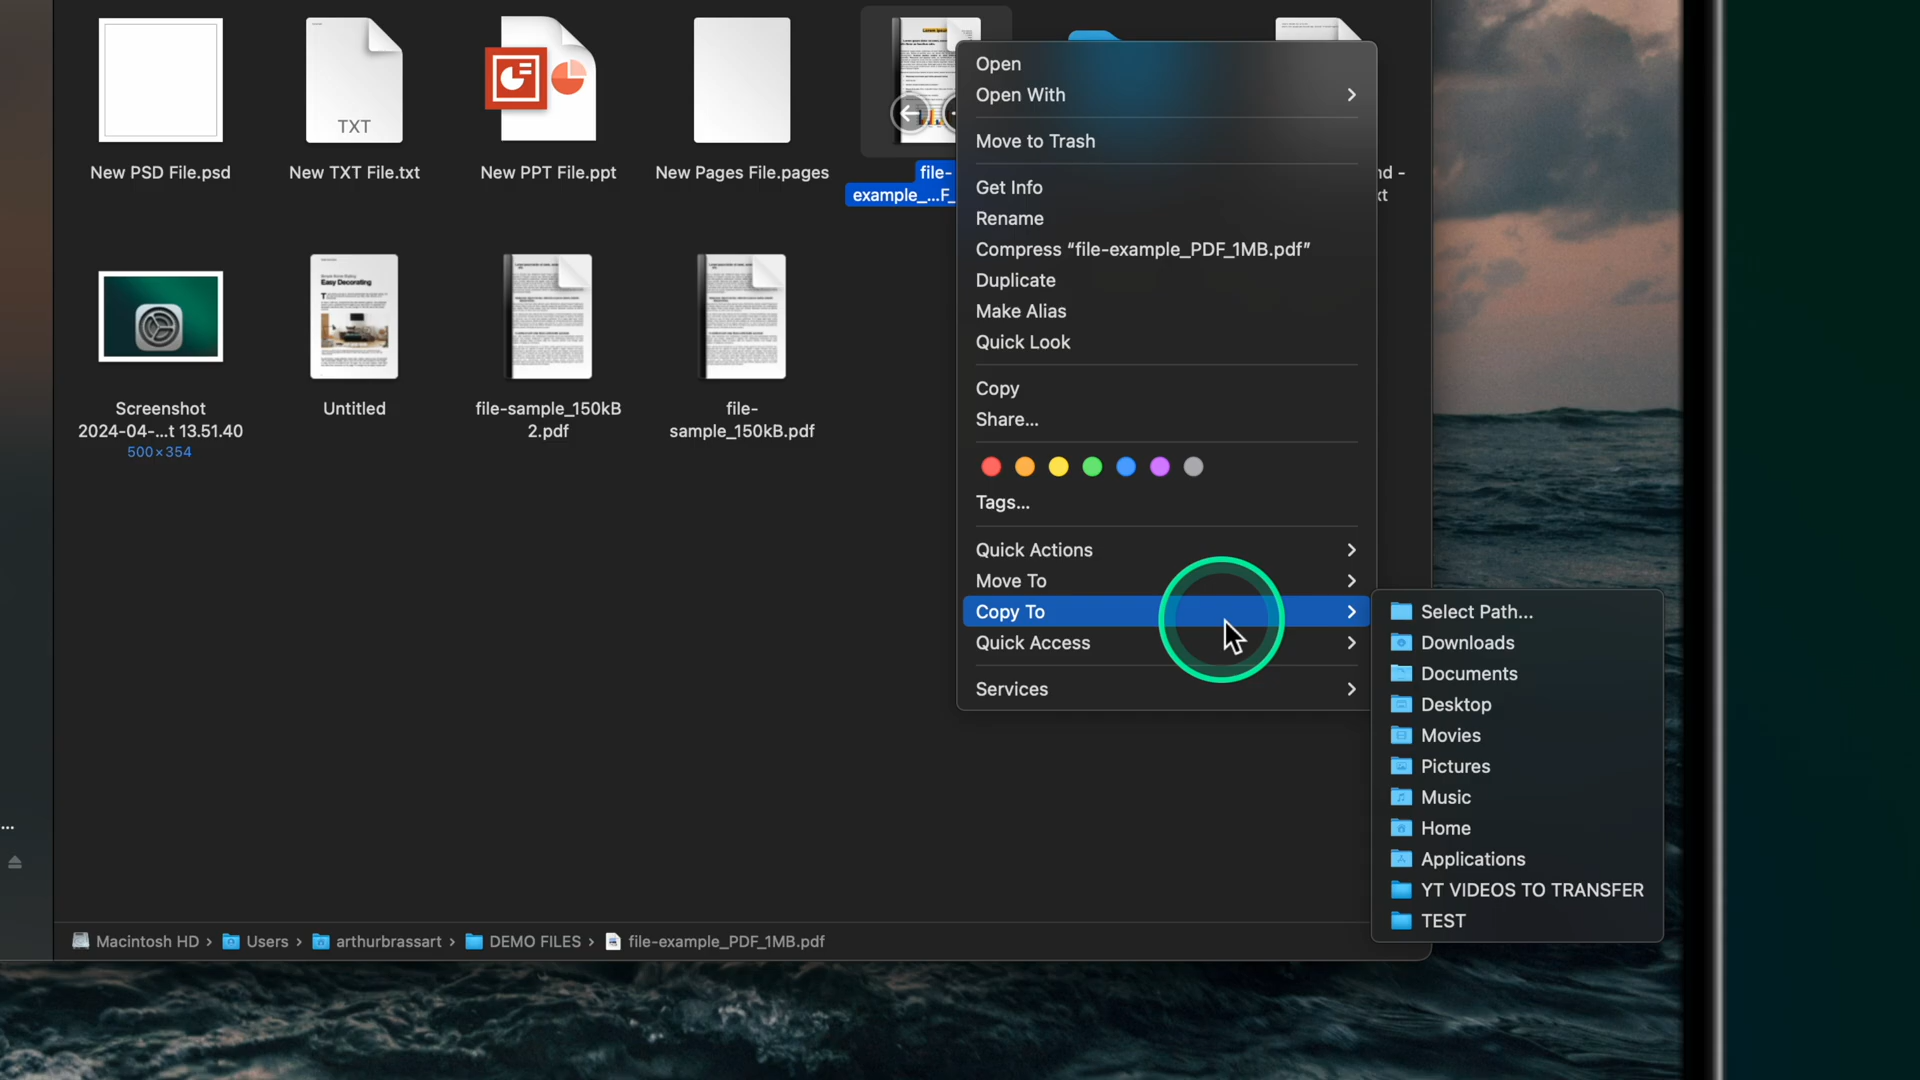 TXT
New PSD File.psd
New TXT File.txt
New PPT File.ppt
New Pages File.pages
file-
example_...F_
nd -
xt
Easy Decorating
Screenshot
2024-04-...t 13.51.40
500×354
Untitled
file-sample_150kB
2.pdf
file-
sample_150kB.pdf
Open
Open With
Move to Trash
Get Info
Rename
Compress “file-example_PDF_1MB.pdf”
Duplicate
Make Alias
Quick Look
Copy
Share...
Tags...
Quick Actions
Move To
Copy To
Quick Access
Services
Select Path...
Downloads
Documents
Desktop
Movies
Pictures
Music
Home
Applications
YT VIDEOS TO TRANSFER
TEST
...
Macintosh HD › Users › arthurbrassart › DEMO FILES › file-example_PDF_1MB.pdf